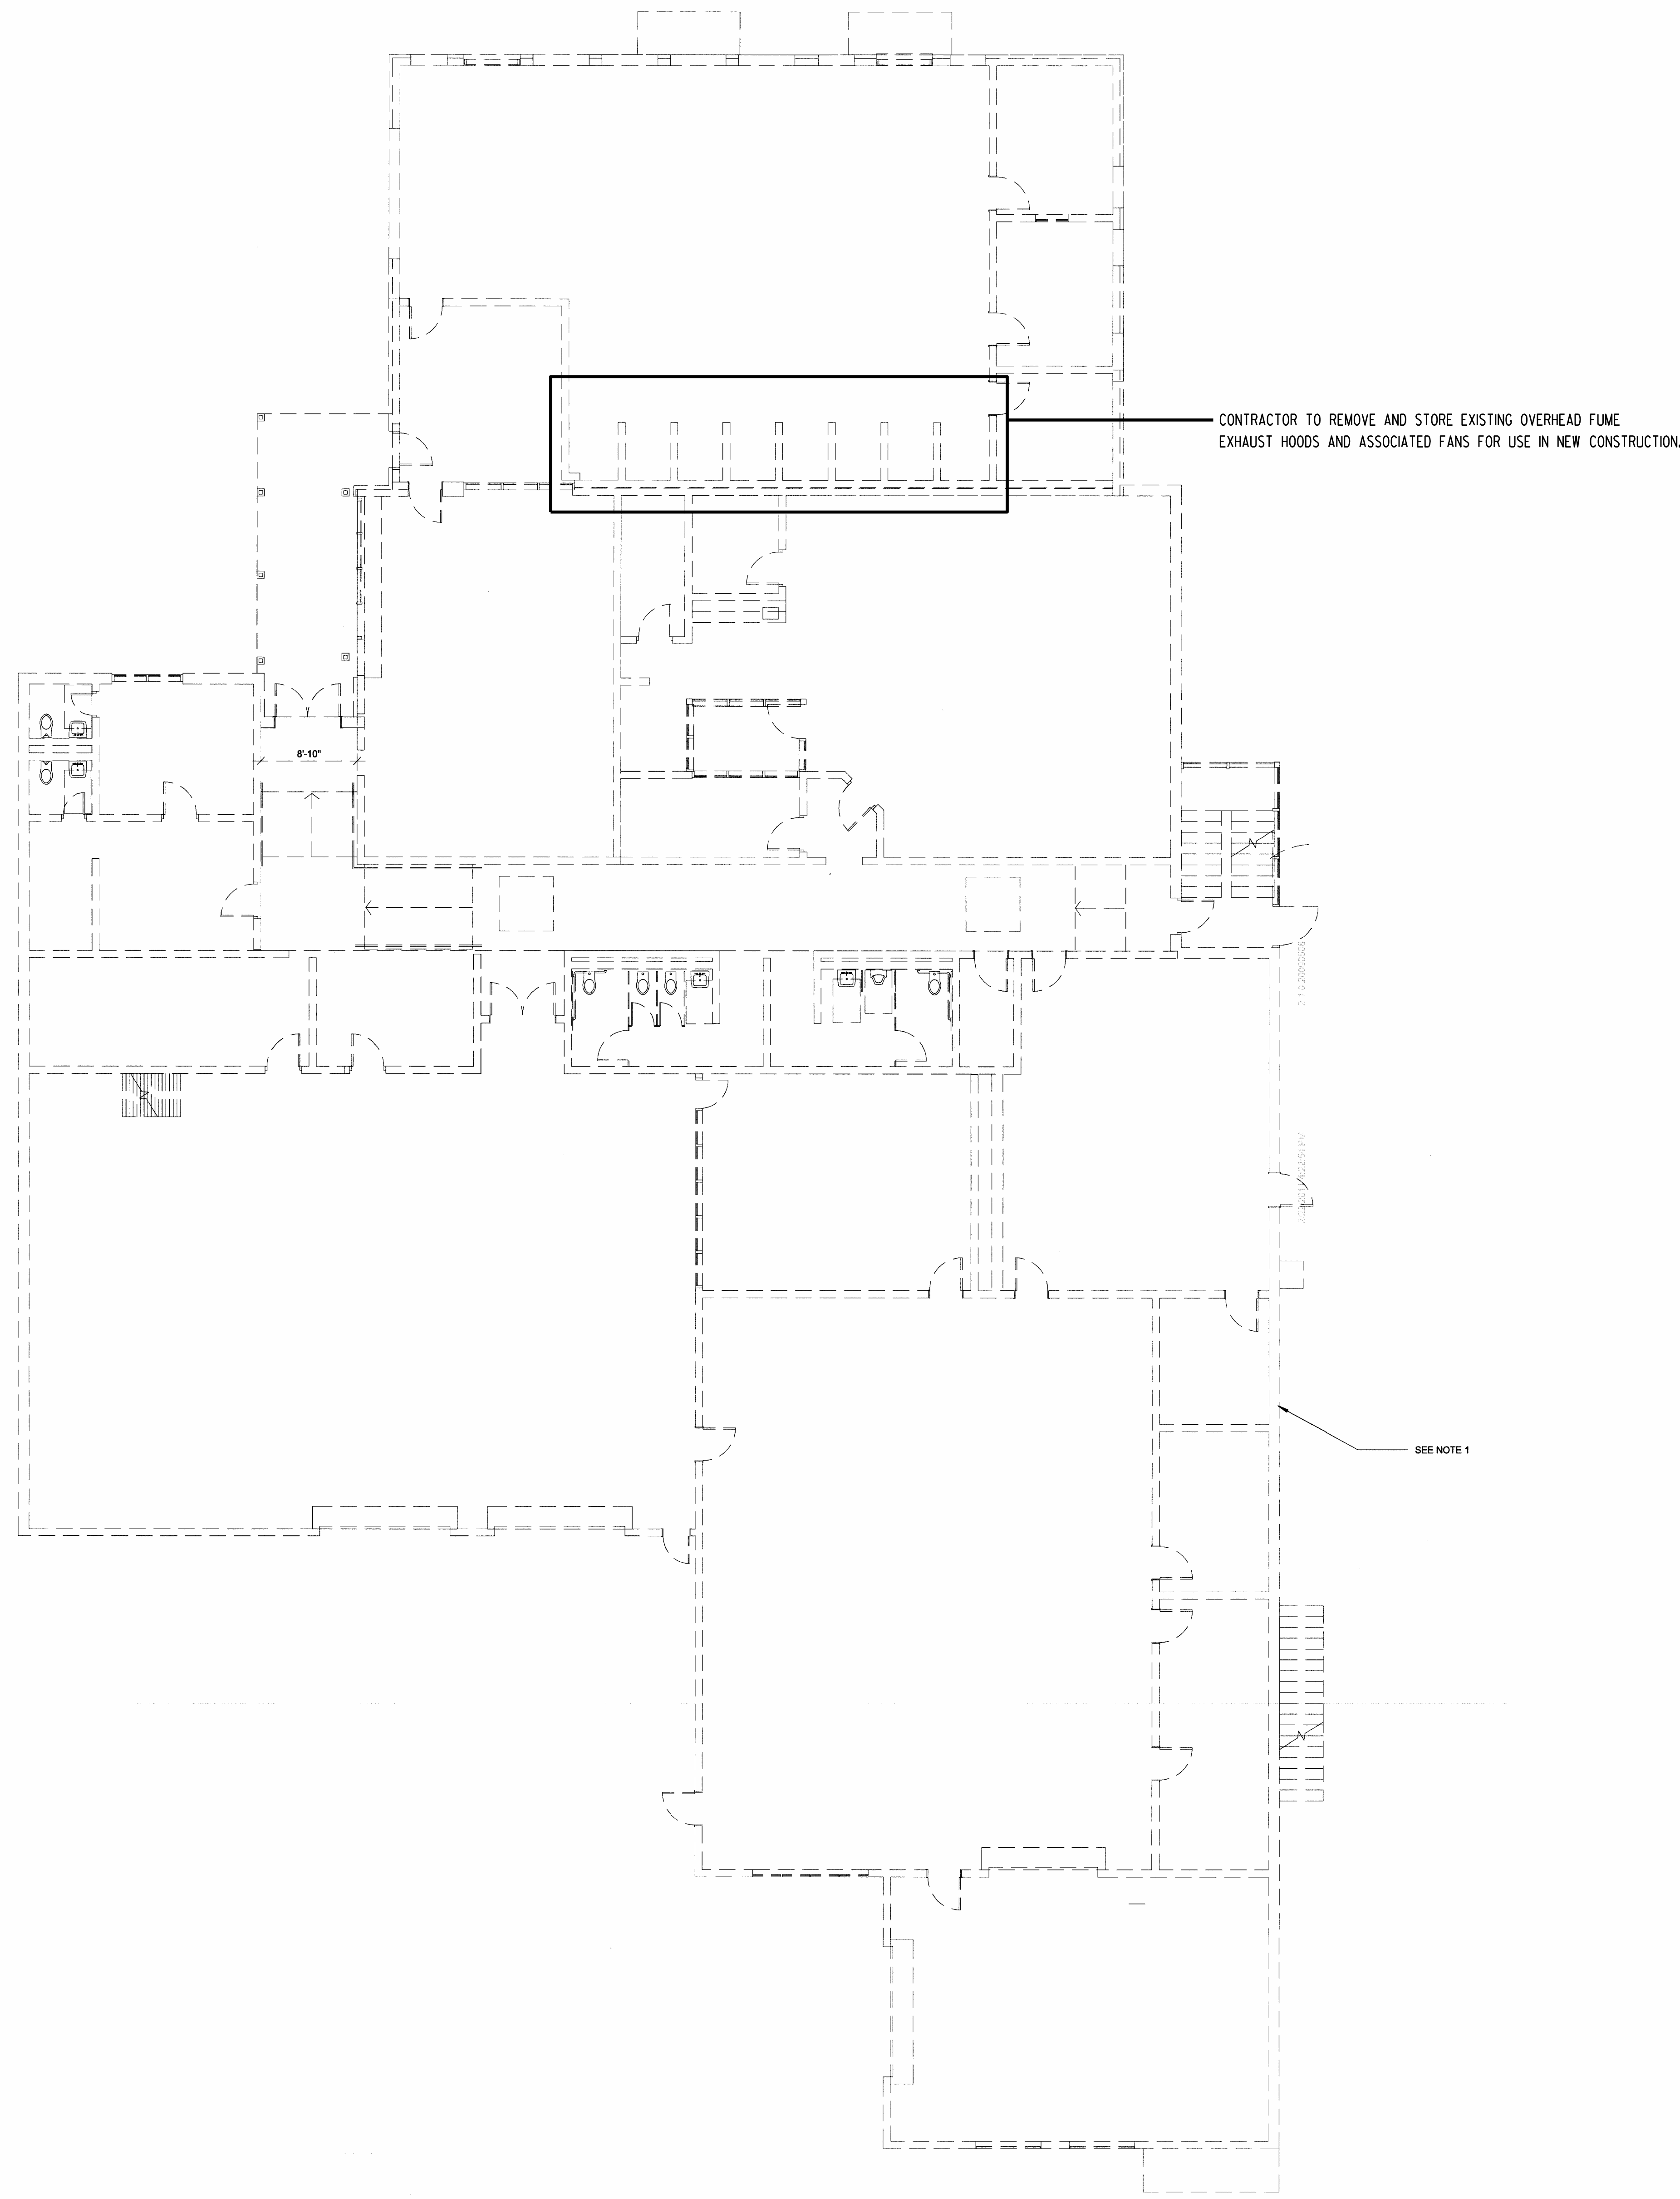 CONTRACTOR TO REMOVE AND STORE EXISTING OVERHEAD FUME
EXHAUST HOODS AND ASSOCIATED FANS FOR USE IN NEW CONSTRUCTION.
8'-10"
SEE NOTE 1